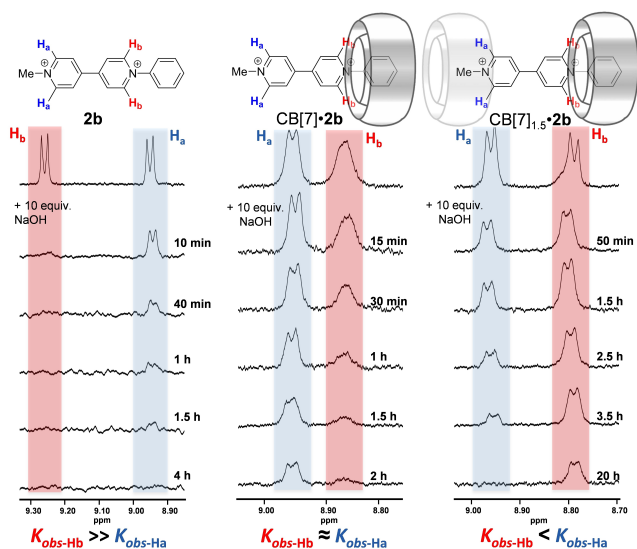 Ha Hb
Me N+ N+
Ha Hb
2b
Ha Hb
Me N+ N+
Ha Hb
CB[7]•2b
Ha Hb
Me N+ N+
Ha Hb
CB[7]1.5•2b
Hb Ha
+ 10 equiv.
NaOH
10 min
40 min
1 h
1.5 h
4 h
9.30 9.20 9.10 9.00 8.90
ppm
Kobs-Hb >> Kobs-Ha
Ha Hb
+ 10 equiv.
NaOH
15 min
30 min
1 h
1.5 h
2 h
9.00 8.90 8.80
ppm
Kobs-Hb ≈ Kobs-Ha
Ha Hb
+ 10 equiv.
NaOH
50 min
1.5 h
2.5 h
3.5 h
20 h
9.00 8.90 8.80 8.70
ppm
Kobs-Hb < Kobs-Ha